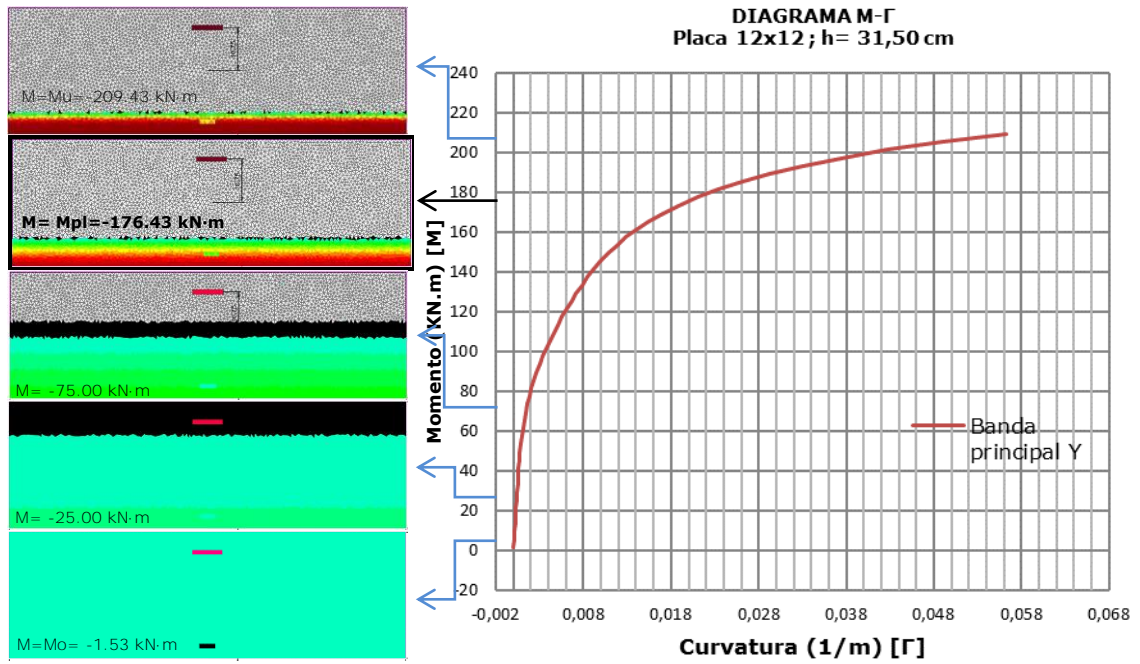 DIAGRAMA M-Γ
Placa 12x12 ; h= 31,50 cm
M=Mu= -209.43 kN·m
M= Mpl=-176.43 kN·m
M= -75.00 kN·m
M= -25.00 kN·m
M=Mo= -1.53 kN·m
Momento (KN.m) [M]
240
220
200
180
160
140
120
100
80
60
40
20
0
-20
-0,002
0,008
0,018
0,028
0,038
0,048
0,058
0,068
Banda
principal Y
Curvatura (1/m) [Γ]